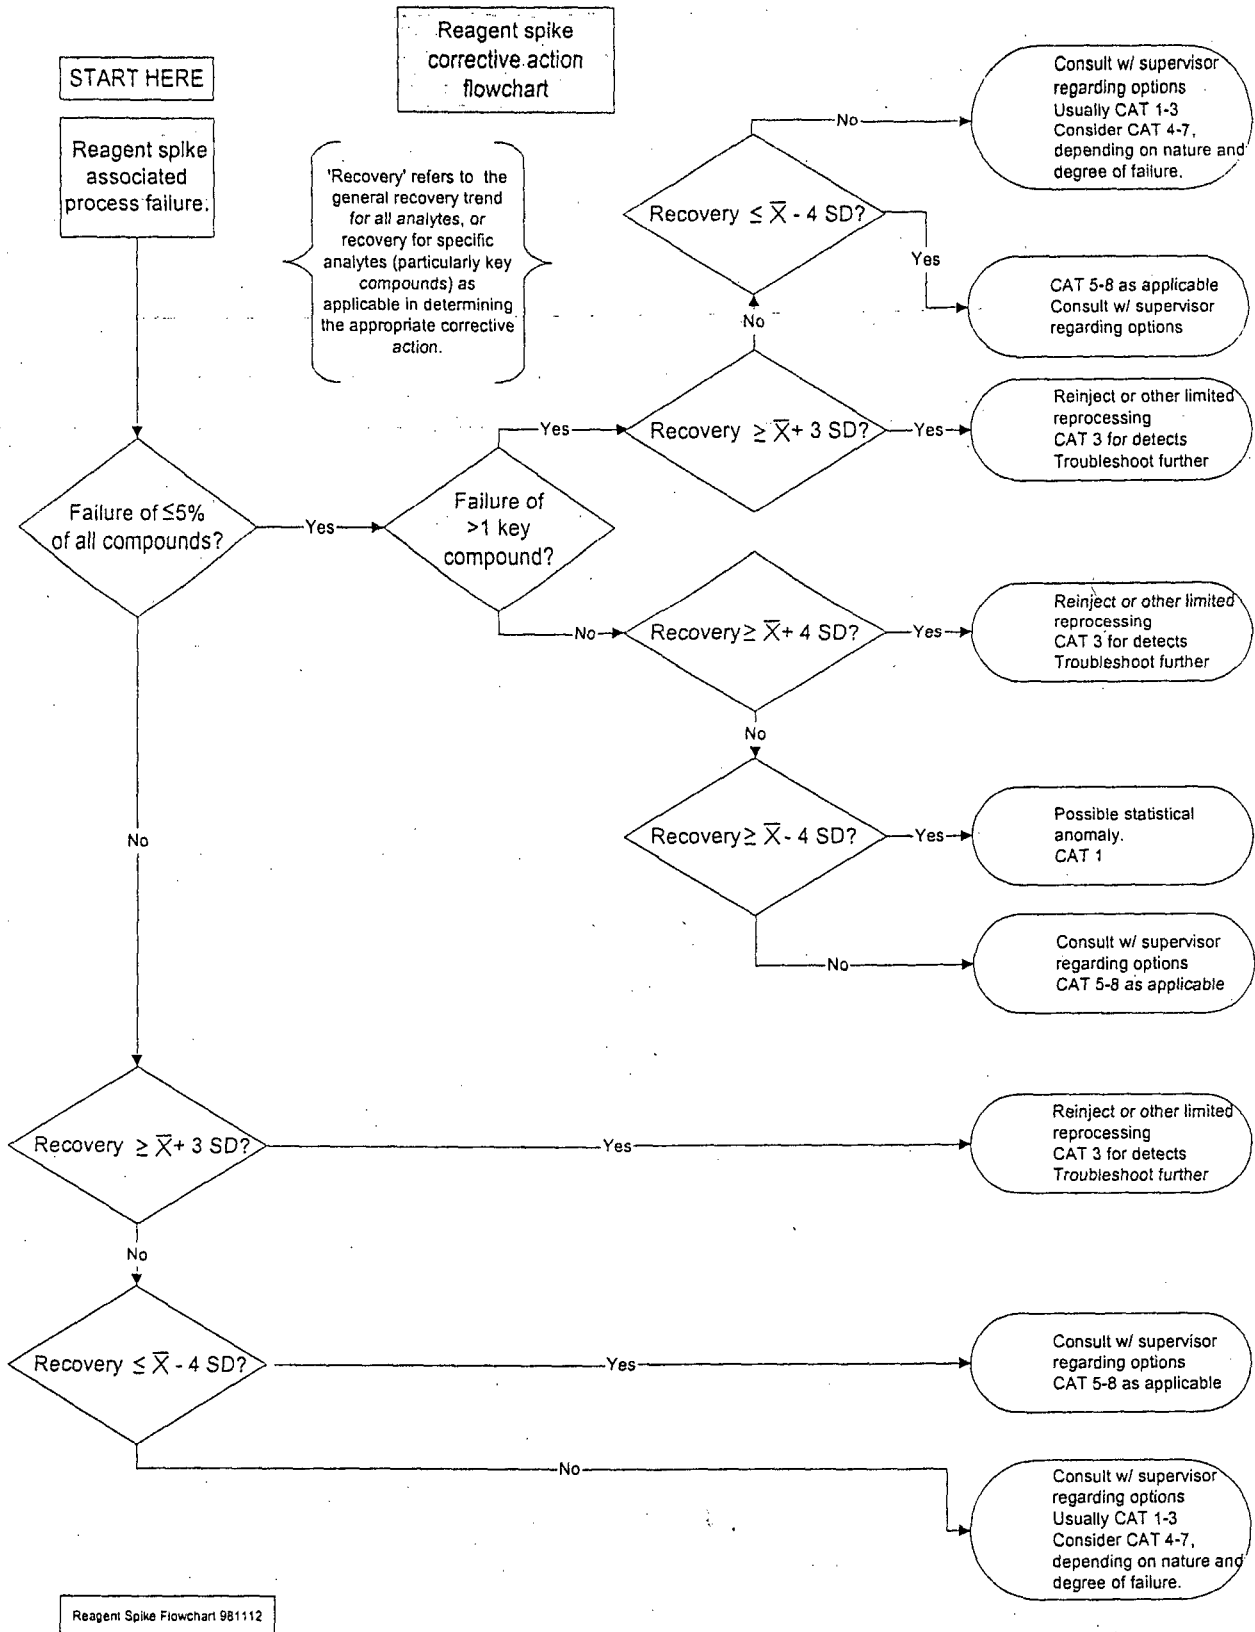 Reagent spike
corrective action
flowchart
START HERE
Reagent spike
associated
process failure.
'Recovery' refers to the
general recovery trend
for all analytes, or
recovery for specific
analytes (particularly key
compounds) as
applicable in determining
the appropriate corrective
action.
Consult w/ supervisor
regarding options
Usually CAT 1-3
Consider CAT 4-7,
depending on nature and
degree of failure.
No
Recovery ≤ X̅ - 4 SD?
Yes
CAT 5-8 as applicable
Consult w/ supervisor
regarding options
No
Recovery ≥ X̅ + 3 SD?
Yes
Yes
Reinject or other limited
reprocessing
CAT 3 for detects
Troubleshoot further
Failure of ≤5%
of all compounds?
Yes
Failure of
>1 key
compound?
No
Recovery ≥ X̅ + 4 SD?
Yes
Reinject or other limited
reprocessing
CAT 3 for detects
Troubleshoot further
No
Recovery ≥ X̅ - 4 SD?
Yes
Possible statistical
anomaly.
CAT 1
No
No
Consult w/ supervisor
regarding options
CAT 5-8 as applicable
Recovery ≥ X̅ + 3 SD?
Yes
Reinject or other limited
reprocessing
CAT 3 for detects
Troubleshoot further
No
Recovery ≤ X̅ - 4 SD?
Yes
Consult w/ supervisor
regarding options
CAT 5-8 as applicable
No
Consult w/ supervisor
regarding options
Usually CAT 1-3
Consider CAT 4-7,
depending on nature and
degree of failure.
Reagent Spike Flowchart 981112